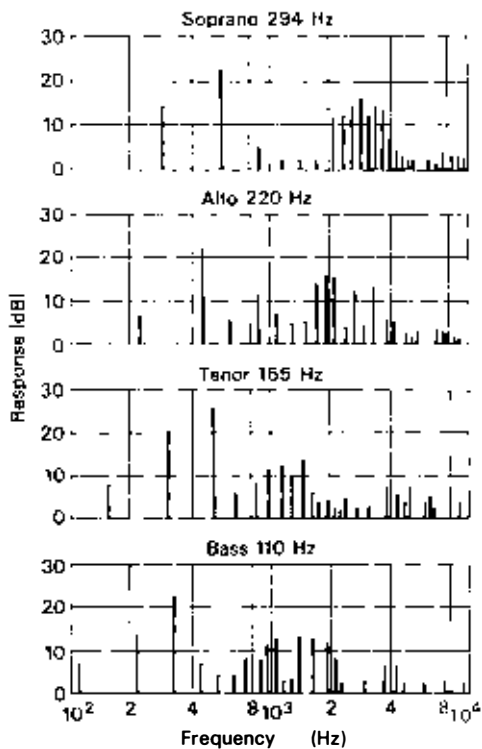 Soprano 294 Hz
30
20
10
0
Alto 220 Hz
30
20
10
0
Tenor 165 Hz
30
20
10
0
Bass 110 Hz
30
20
10
0
10² 2 4 8 10³ 2 4 8 10⁴
Frequency (Hz)
Response [dB]